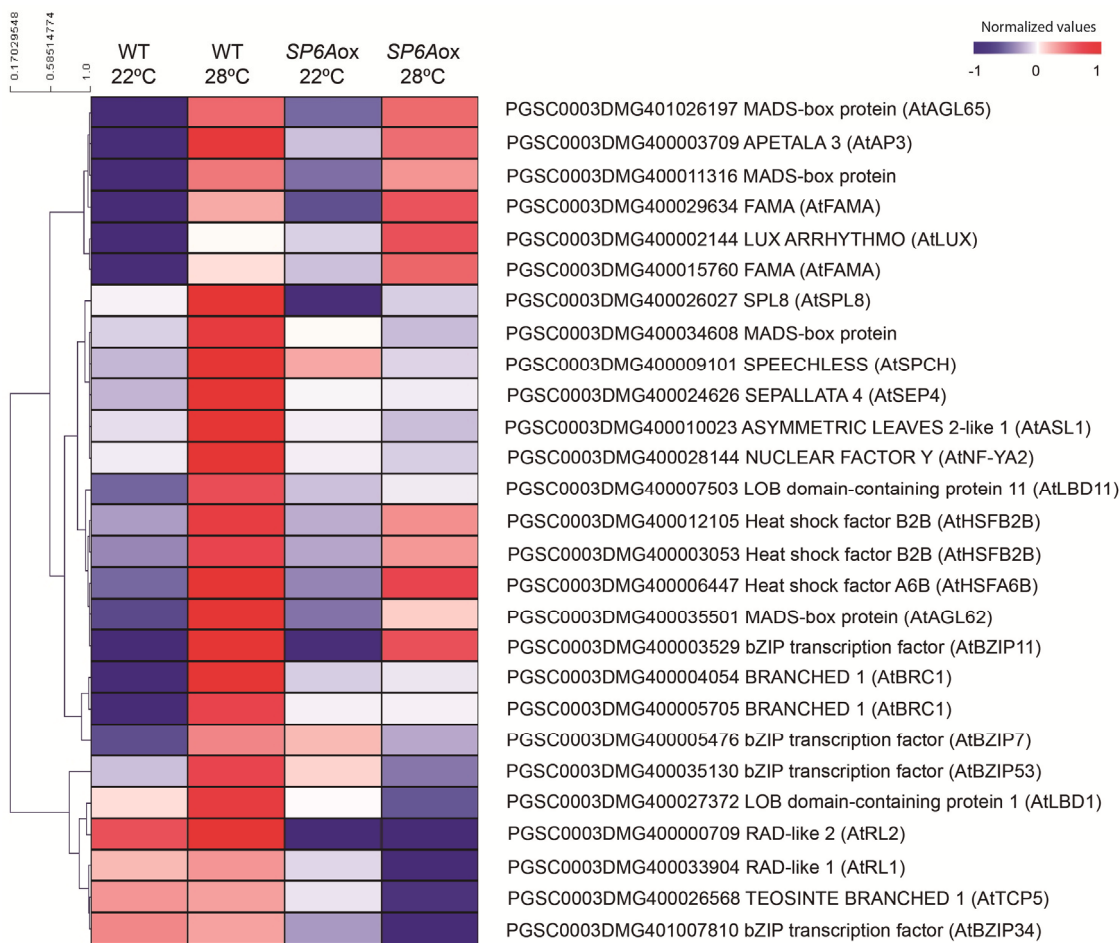 0.17029548
0.58514774
1.0
WT
22ºC
WT
28ºC
SP6Aox
22ºC
SP6Aox
28ºC
Normalized values
-1
0
1
PGSC0003DMG401026197 MADS-box protein (AtAGL65)
PGSC0003DMG400003709 APETALA 3 (AtAP3)
PGSC0003DMG400011316 MADS-box protein
PGSC0003DMG400029634 FAMA (AtFAMA)
PGSC0003DMG400002144 LUX ARRHYTHMO (AtLUX)
PGSC0003DMG400015760 FAMA (AtFAMA)
PGSC0003DMG400026027 SPL8 (AtSPL8)
PGSC0003DMG400034608 MADS-box protein
PGSC0003DMG400009101 SPEECHLESS (AtSPCH)
PGSC0003DMG400024626 SEPALLATA 4 (AtSEP4)
PGSC0003DMG400010023 ASYMMETRIC LEAVES 2-like 1 (AtASL1)
PGSC0003DMG400028144 NUCLEAR FACTOR Y (AtNF-YA2)
PGSC0003DMG400007503 LOB domain-containing protein 11 (AtLBD11)
PGSC0003DMG400012105 Heat shock factor B2B (AtHSFB2B)
PGSC0003DMG400003053 Heat shock factor B2B (AtHSFB2B)
PGSC0003DMG400006447 Heat shock factor A6B (AtHSFA6B)
PGSC0003DMG400035501 MADS-box protein (AtAGL62)
PGSC0003DMG400003529 bZIP transcription factor (AtBZIP11)
PGSC0003DMG400004054 BRANCHED 1 (AtBRC1)
PGSC0003DMG400005705 BRANCHED 1 (AtBRC1)
PGSC0003DMG400005476 bZIP transcription factor (AtBZIP7)
PGSC0003DMG400035130 bZIP transcription factor (AtBZIP53)
PGSC0003DMG400027372 LOB domain-containing protein 1 (AtLBD1)
PGSC0003DMG400000709 RAD-like 2 (AtRL2)
PGSC0003DMG400033904 RAD-like 1 (AtRL1)
PGSC0003DMG400026568 TEOSINTE BRANCHED 1 (AtTCP5)
PGSC0003DMG401007810 bZIP transcription factor (AtBZIP34)